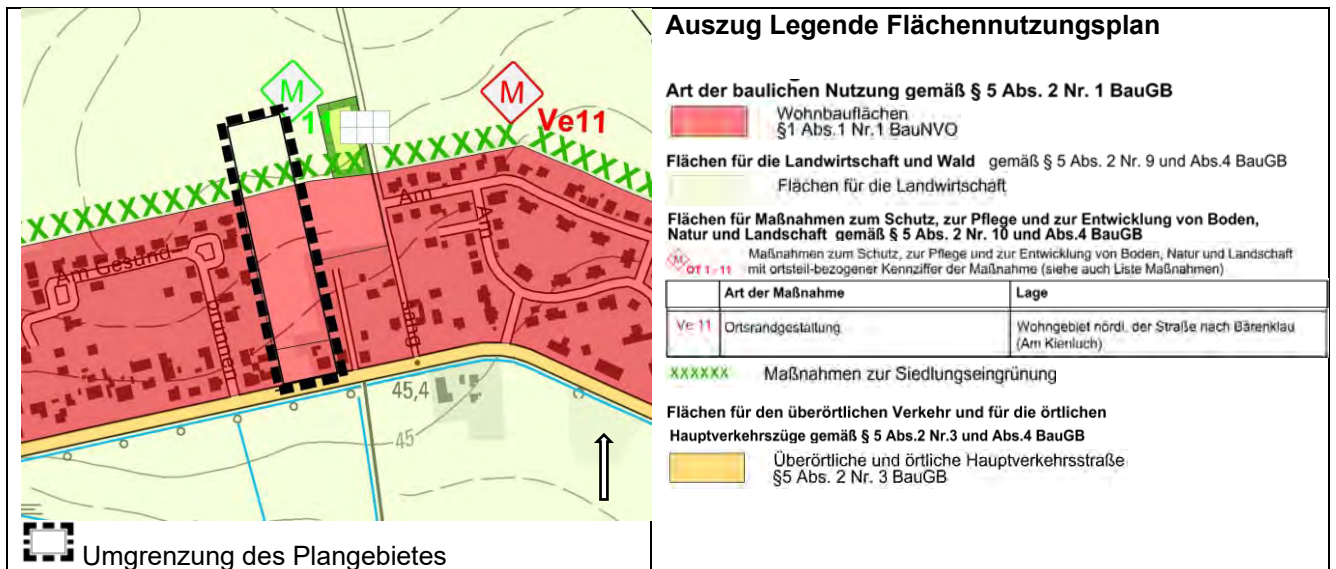 M
11
M
Ve11
Am
Am
Am Gesund
brunnen
45,4
45
Umgrenzung des Plangebietes
Auszug Legende Flächennutzungsplan
Art der baulichen Nutzung gemäß § 5 Abs. 2 Nr. 1 BauGB
Wohnbauflächen
§1 Abs.1 Nr.1 BauNVO
Flächen für die Landwirtschaft und Wald gemäß § 5 Abs. 2 Nr. 9 und Abs.4 BauGB
Flächen für die Landwirtschaft
Flächen für Maßnahmen zum Schutz, zur Pflege und zur Entwicklung von Boden,
Natur und Landschaft gemäß § 5 Abs. 2 Nr. 10 und Abs.4 BauGB
M OT 1 - 11
Maßnahmen zum Schutz, zur Pflege und zur Entwicklung von Boden, Natur und Landschaft
mit ortsteil-bezogener Kennziffer der Maßnahme (siehe auch Liste Maßnahmen)
Art der Maßnahme Lage
Ve 11 Ortsrandgestaltung Wohngebiet nördl. der Straße nach Bärenklau
(Am Kienluch)
XXXXXX Maßnahmen zur Siedlungseingrünung
Flächen für den überörtlichen Verkehr und für die örtlichen
Hauptverkehrszüge gemäß § 5 Abs.2 Nr.3 und Abs.4 BauGB
Überörtliche und örtliche Hauptverkehrsstraße
§5 Abs. 2 Nr. 3 BauGB